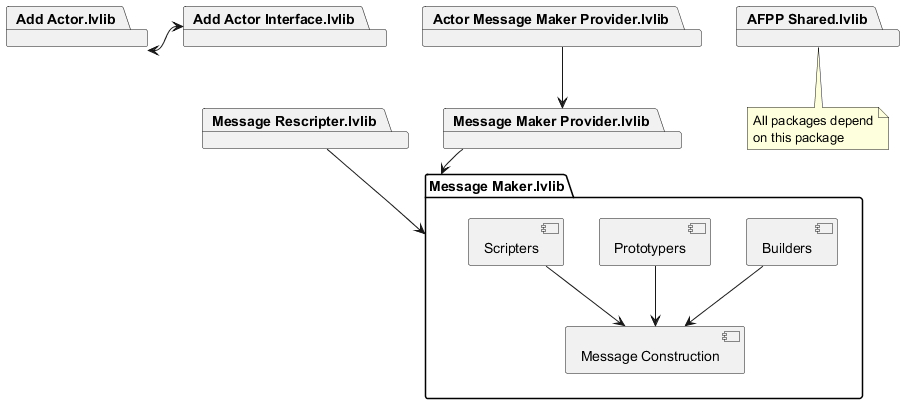 Add Actor.lvlib
Add Actor Interface.lvlib
Actor Message Maker Provider.lvlib
AFPP Shared.lvlib
Message Rescripter.lvlib
Message Maker Provider.lvlib
All packages depend
on this package
Message Maker.lvlib
Scripters
Prototypers
Builders
Message Construction